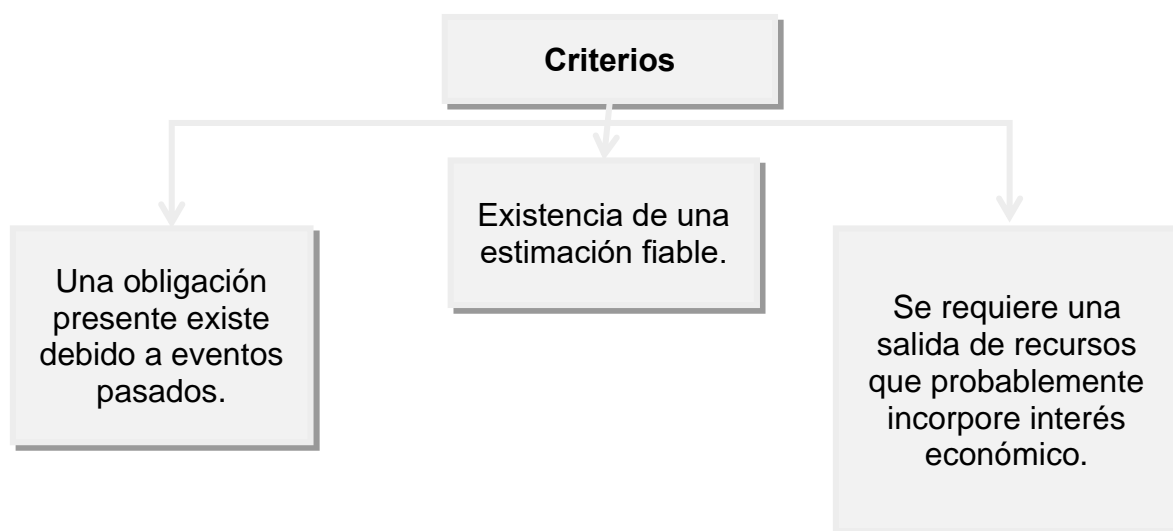 Criterios
Una obligación
presente existe
debido a eventos
pasados.
Existencia de una
estimación fiable.
Se requiere una
salida de recursos
que probablemente
incorpore interés
económico.